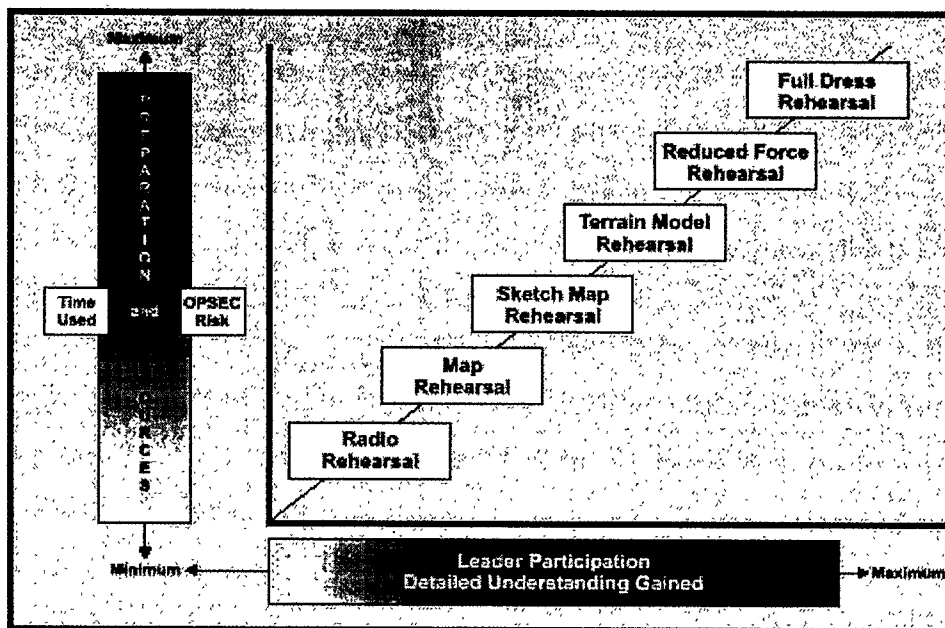 Maximum
PREPARATION
and
Time
Used
OPSEC
Risk
Full Dress
Rehearsal
Reduced Force
Rehearsal
Terrain Model
Rehearsal
Sketch Map
Rehearsal
Map
Rehearsal
Radio
Rehearsal
Minimum
Leader Participation
Detailed Understanding Gained
Maximum